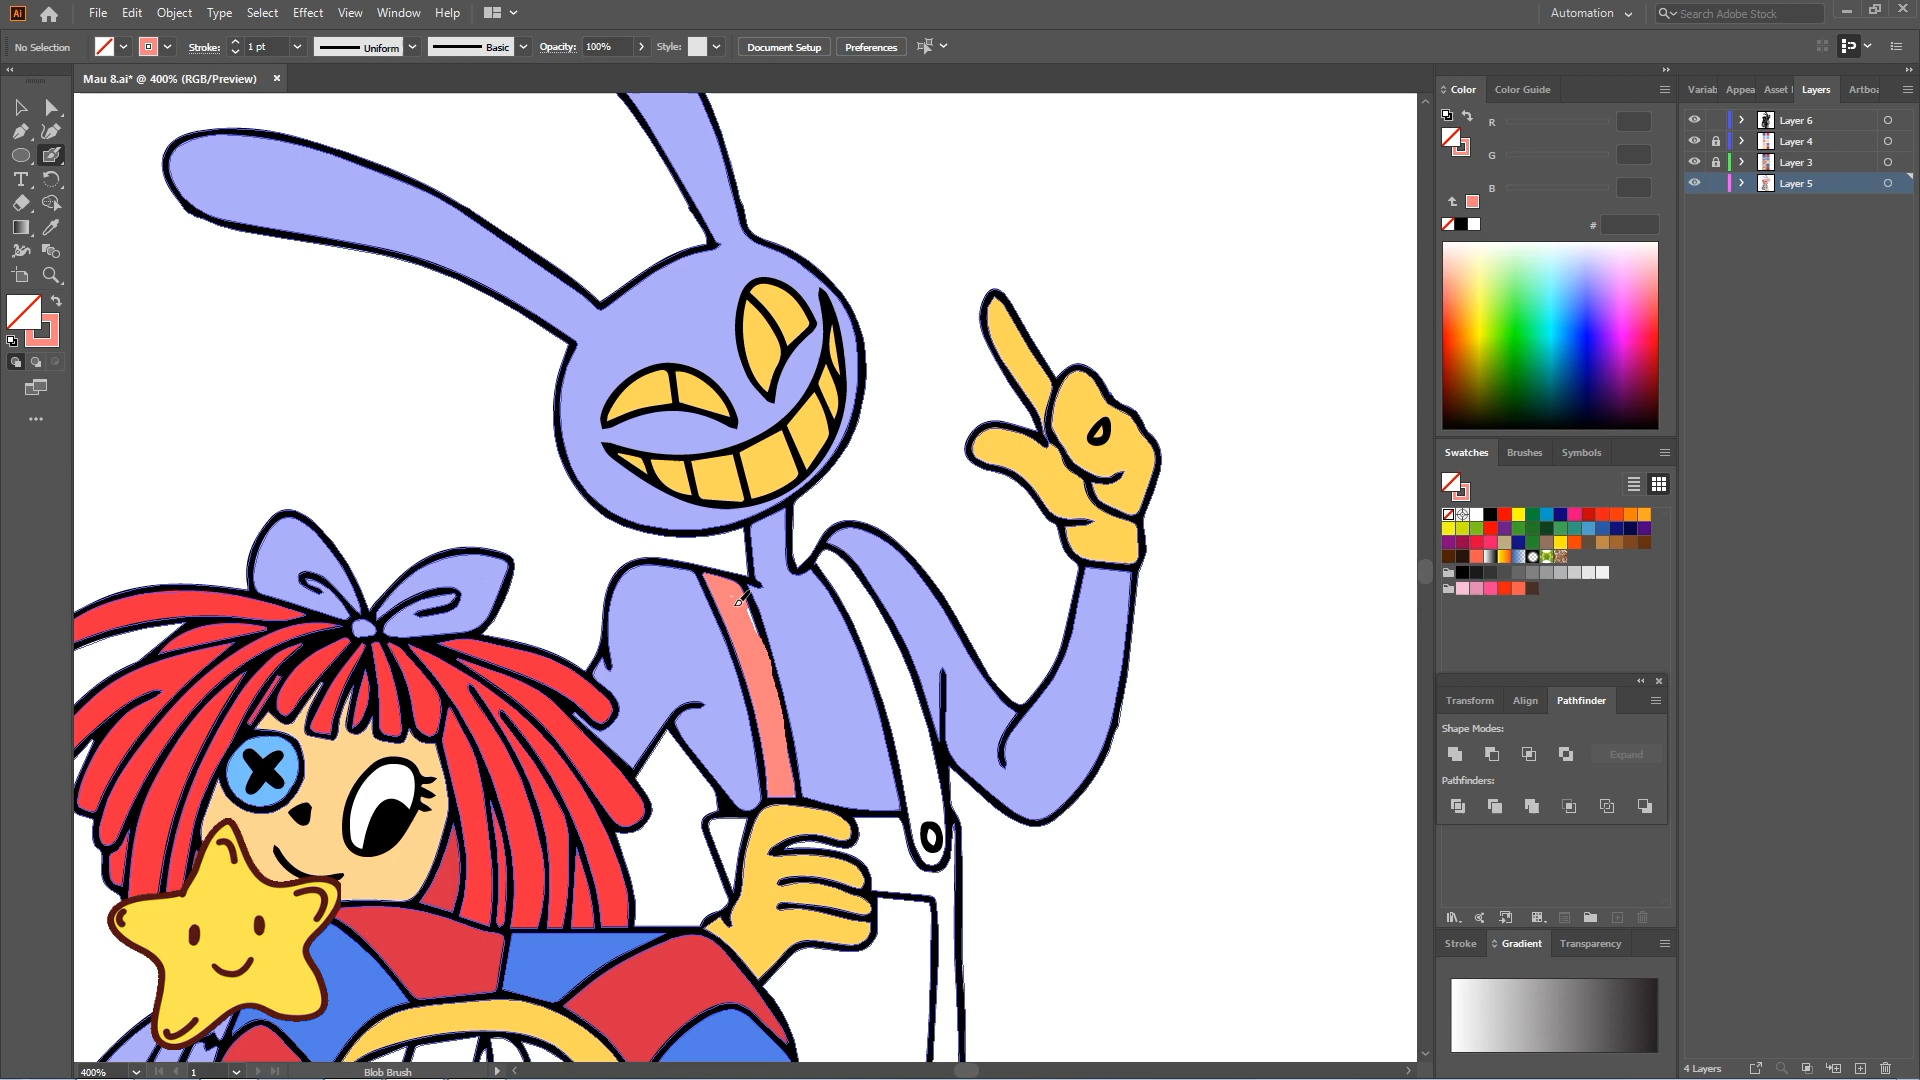 Ai File Edit Object Type Select Effect View Window Help Automation Search Adobe Stock
No Selection Stroke: 1 pt Uniform Basic Opacity: 100% Style: Document Setup Preferences
Mau 8.ai* @ 400% (RGB/Preview)
Color Color Guide
Variab Appea Asset Layers Artboa
R
G
B
#
Layer 6
Layer 4
Layer 3
Layer 5
Swatches Brushes Symbols
Transform Align Pathfinder
Shape Modes:
Expand
Pathfinders:
Stroke Gradient Transparency
400% 1 Blob Brush
4 Layers